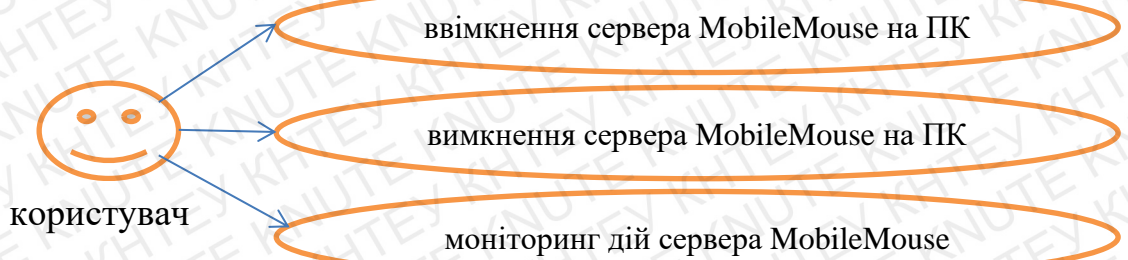 ввімкнення сервера MobileMouse на ПК
вимкнення сервера MobileMouse на ПК
користувач
моніторинг дій сервера MobileMouse